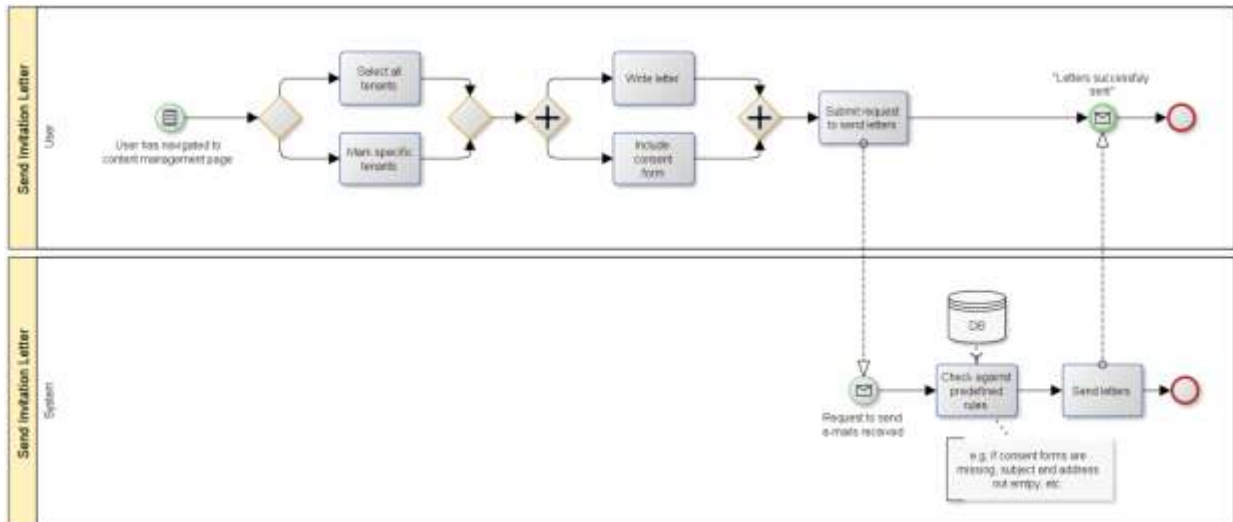 Send Invitation Letter
User
User has navigated to
content management page
Select all
tenants
Mark specific
tenants
Write letter
Include
consent
form
Submit request
to send letters
"Letters successfuly
sent"
Send Invitation Letter
System
Request to send
e-mails received
DB
Check against
predefined
rules
Send letters
e.g. if consent forms are
missing, subject and address
not emtpy, etc